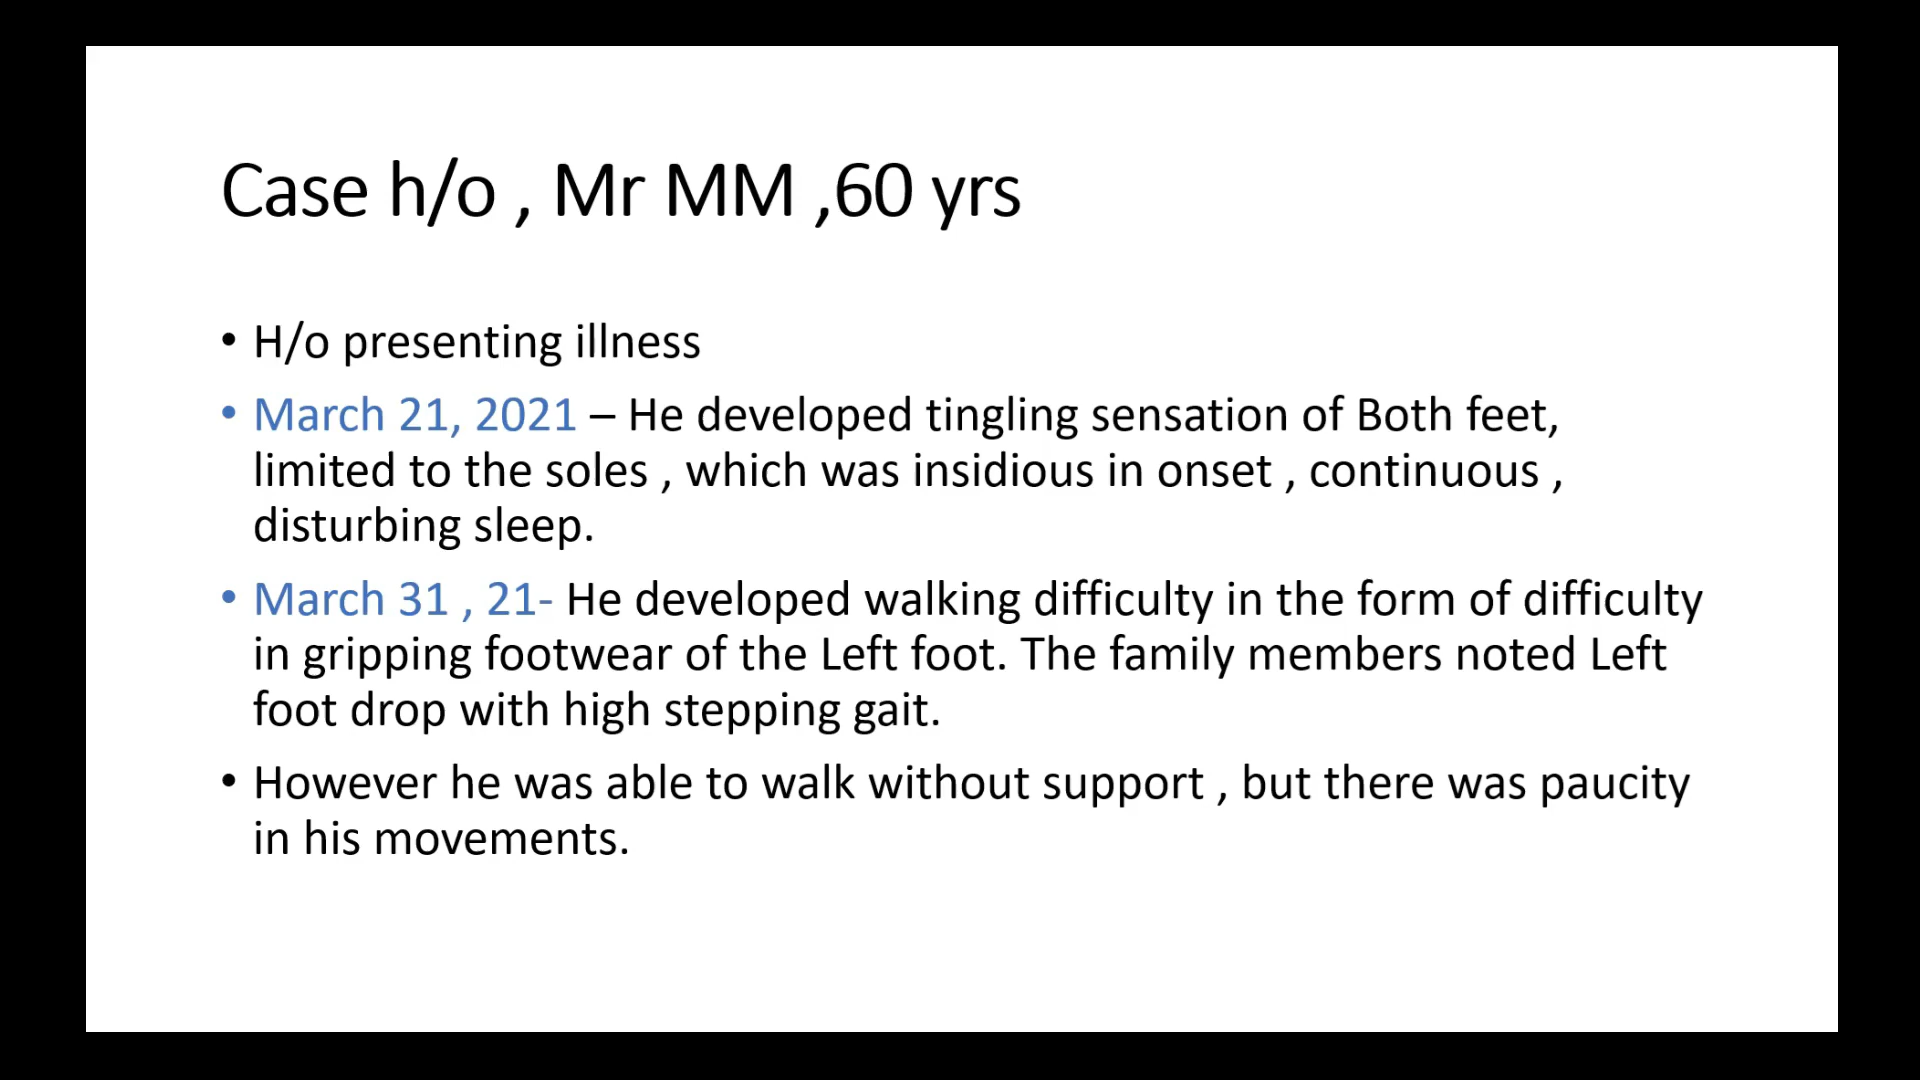 Case h/o , Mr MM ,60 yrs
• H/o presenting illness
• March 21, 2021 – He developed tingling sensation of Both feet,
limited to the soles , which was insidious in onset , continuous ,
disturbing sleep.
• March 31 , 21- He developed walking difficulty in the form of difficulty
in gripping footwear of the Left foot. The family members noted Left
foot drop with high stepping gait.
• However he was able to walk without support , but there was paucity
in his movements.